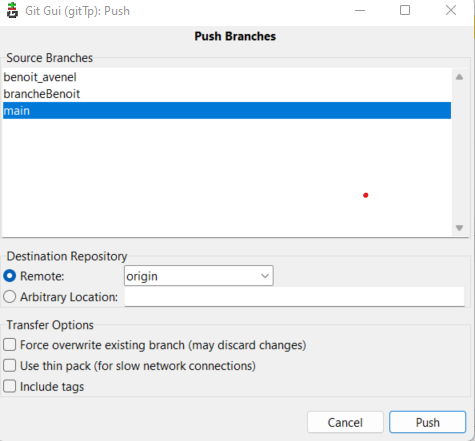 Git Gui (gitTp): Push
Push Branches
Source Branches
benoit_avenel
brancheBenoit
main
Destination Repository
Remote: origin
Arbitrary Location:
Transfer Options
Force overwrite existing branch (may discard changes)
Use thin pack (for slow network connections)
Include tags
Cancel Push